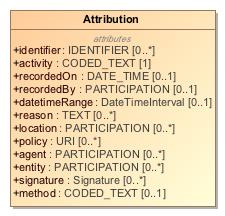 Attribution
attributes
+identifier : IDENTIFIER [0..*]
+activity : CODED_TEXT [1]
+recordedOn : DATE_TIME [0..1]
+recordedBy : PARTICIPATION [0..1]
+datetimeRange : DateTimeInterval [0..1]
+reason : TEXT [0..*]
+location : PARTICIPATION [0..*]
+policy : URI [0..*]
+agent : PARTICIPATION [0..*]
+entity : PARTICIPATION [0..*]
+signature : Signature [0..*]
+method : CODED_TEXT [0..1]